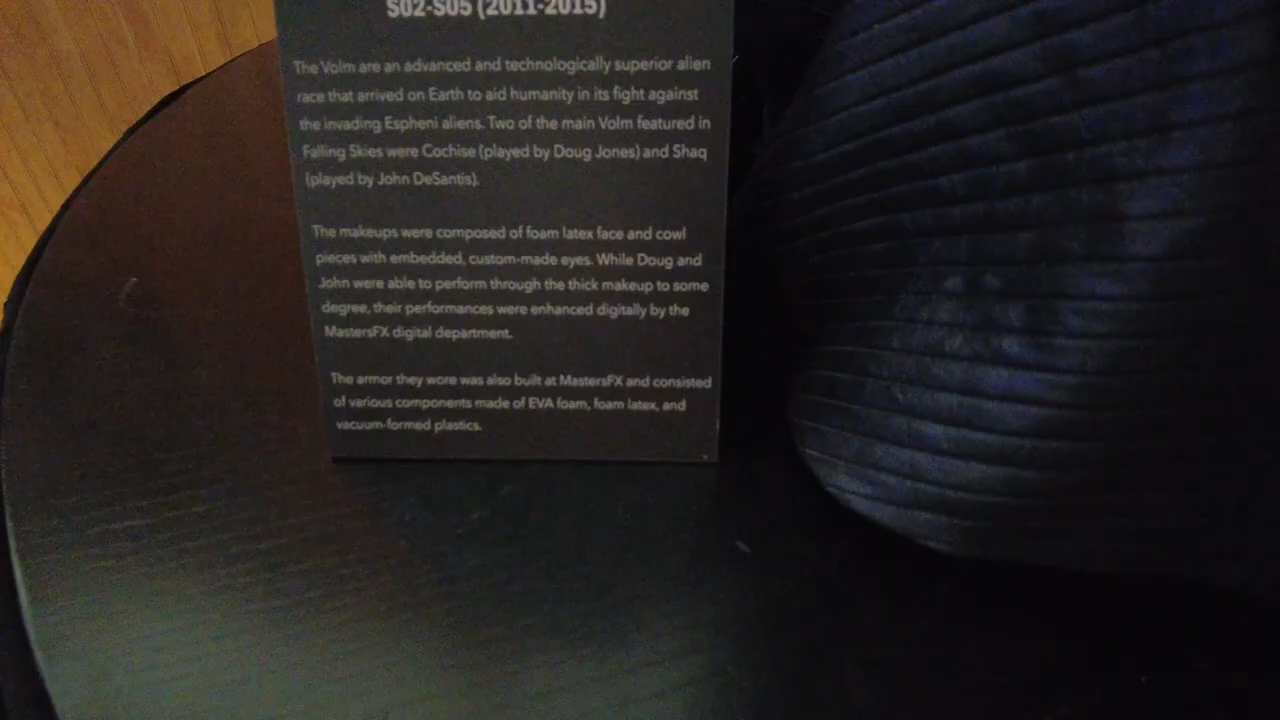 S02-S05 (2011-2015)
The Volm are an advanced and technologically superior alien
race that arrived on Earth to aid humanity in its fight against
the invading Espheni aliens. Two of the main Volm featured in
Falling Skies were Cochise (played by Doug Jones) and Shaq
(played by John DeSantis).
The makeups were composed of foam latex face and cowl
pieces with embedded, custom-made eyes. While Doug and
John were able to perform through the thick makeup to some
degree, their performances were enhanced digitally by the
MastersFX digital department.
The armor they wore was also built at MastersFX and consisted
of various components made of EVA foam, foam latex, and
vacuum-formed plastics.